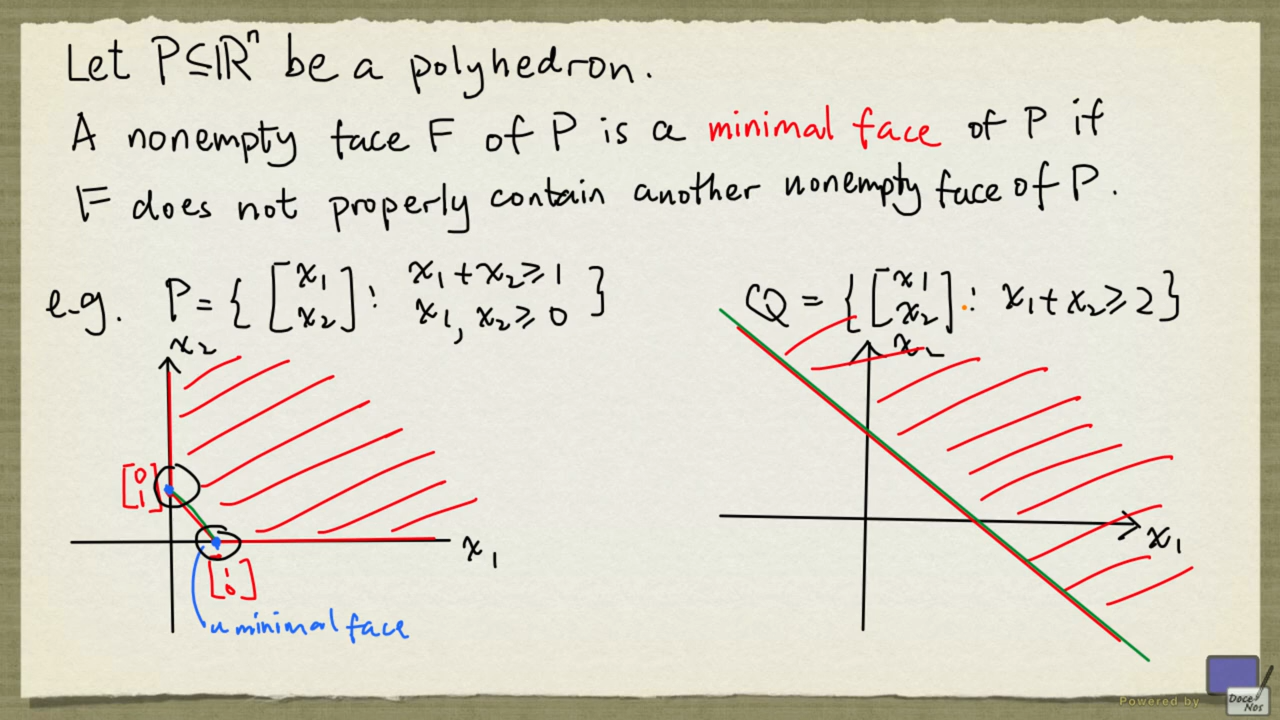 Let P⊆ℝⁿ be a polyhedron.
A nonempty face F of P is a minimal face of P if
F does not properly contain another nonempty face of P.
e.g. P = { [x₁ x₂] : x₁ + x₂ ≥ 1
x₁, x₂ ≥ 0 }
Q = { [x₁ x₂] : x₁ + x₂ ≥ 2 }
x₂
x₂
[0 1]
x₁
x₁
[1 0]
a minimal face
Powered by
Doce Nos